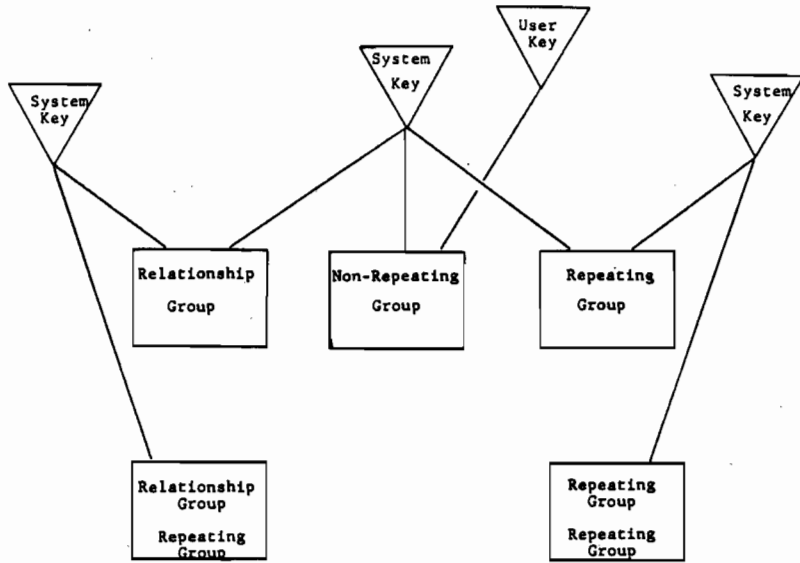 User
Key
System
Key
System
Key
System
Key
Relationship
Group
Non-Repeating
Group
Repeating
Group
Relationship
Group
Repeating
Group
Repeating
Group
Repeating
Group